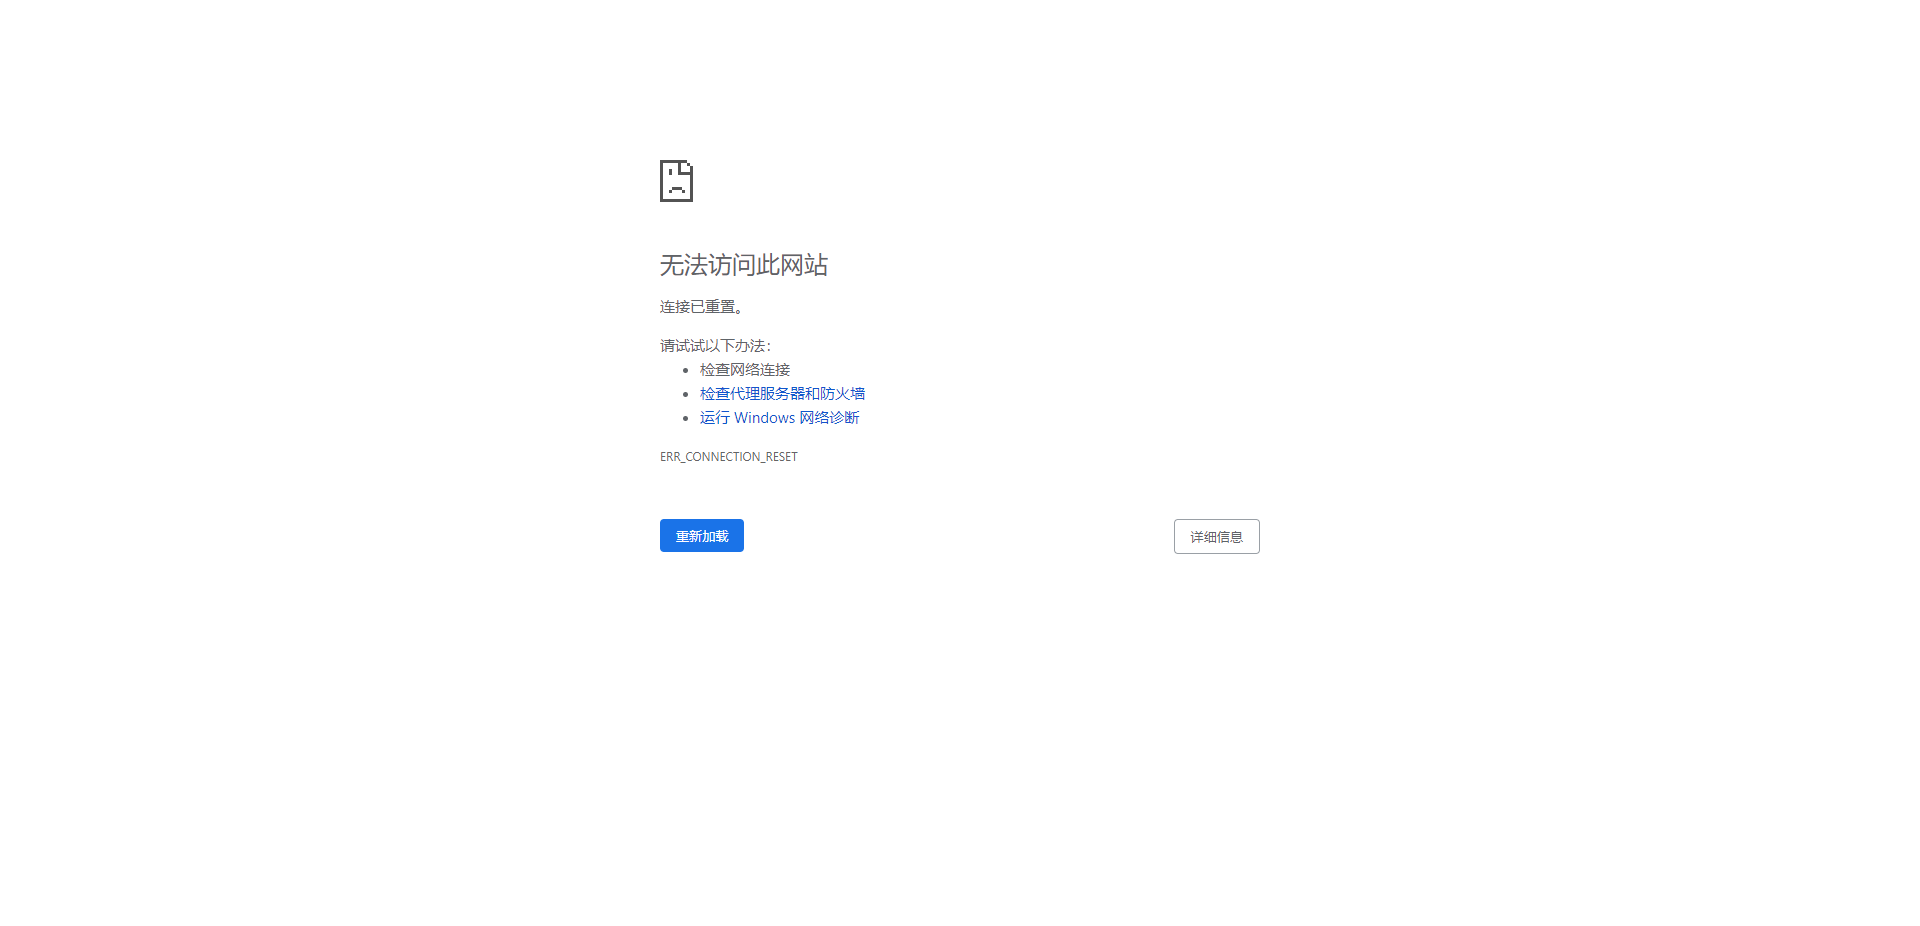 无法访问此网站
连接已重置。
请试试以下办法：
检查网络连接
检查代理服务器和防火墙
运行 Windows 网络诊断
ERR_CONNECTION_RESET
重新加载
详细信息